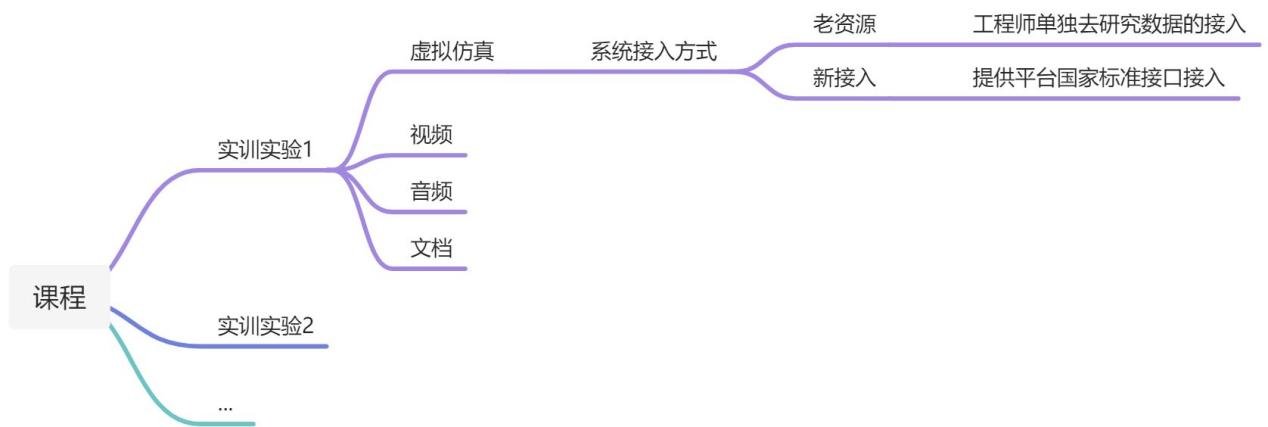 课程
实训实验1
虚拟仿真
系统接入方式
老资源
工程师单独去研究数据的接入
新接入
提供平台国家标准接口接入
视频
音频
文档
实训实验2
...